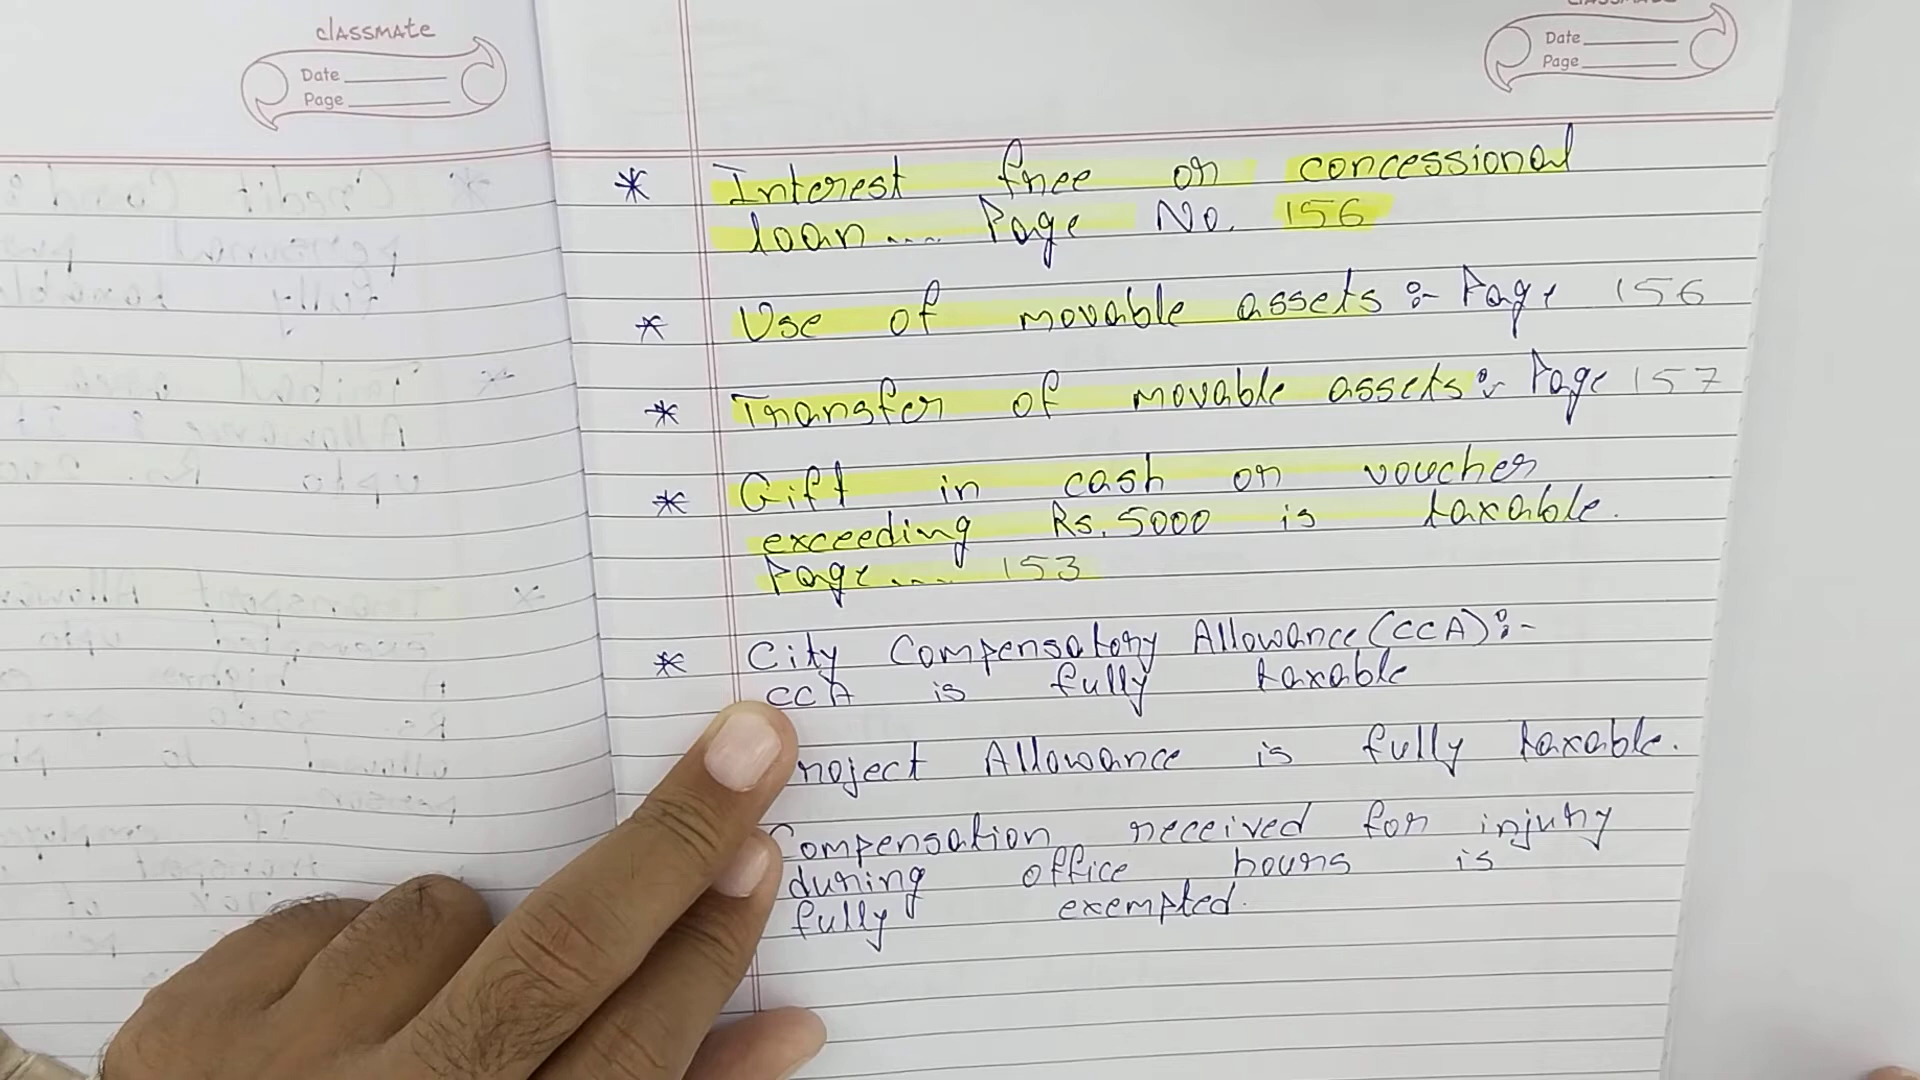 classmate
Date
Page
classmate
Date
Page
* Interest free or concessional
loan.... Page No. 156
* Use of movable assets :- Page 156
* Transfer of movable assets :- Page 157
* Gift in cash or voucher
exceeding Rs. 5000 is taxable.
Page.... 153
* City Compensatory Allowance (CCA) :-
CCA is fully taxable
roject Allowance is fully taxable.
Compensation received for injury
during office hours is
fully exempted.